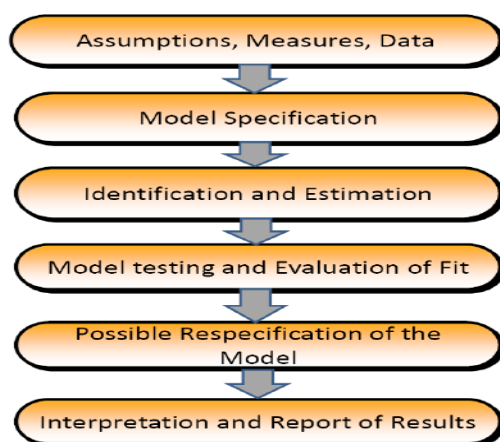 Assumptions, Measures, Data
Model Specification
Identification and Estimation
Model testing and Evaluation of Fit
Possible Respecification of the
Model
Interpretation and Report of Results